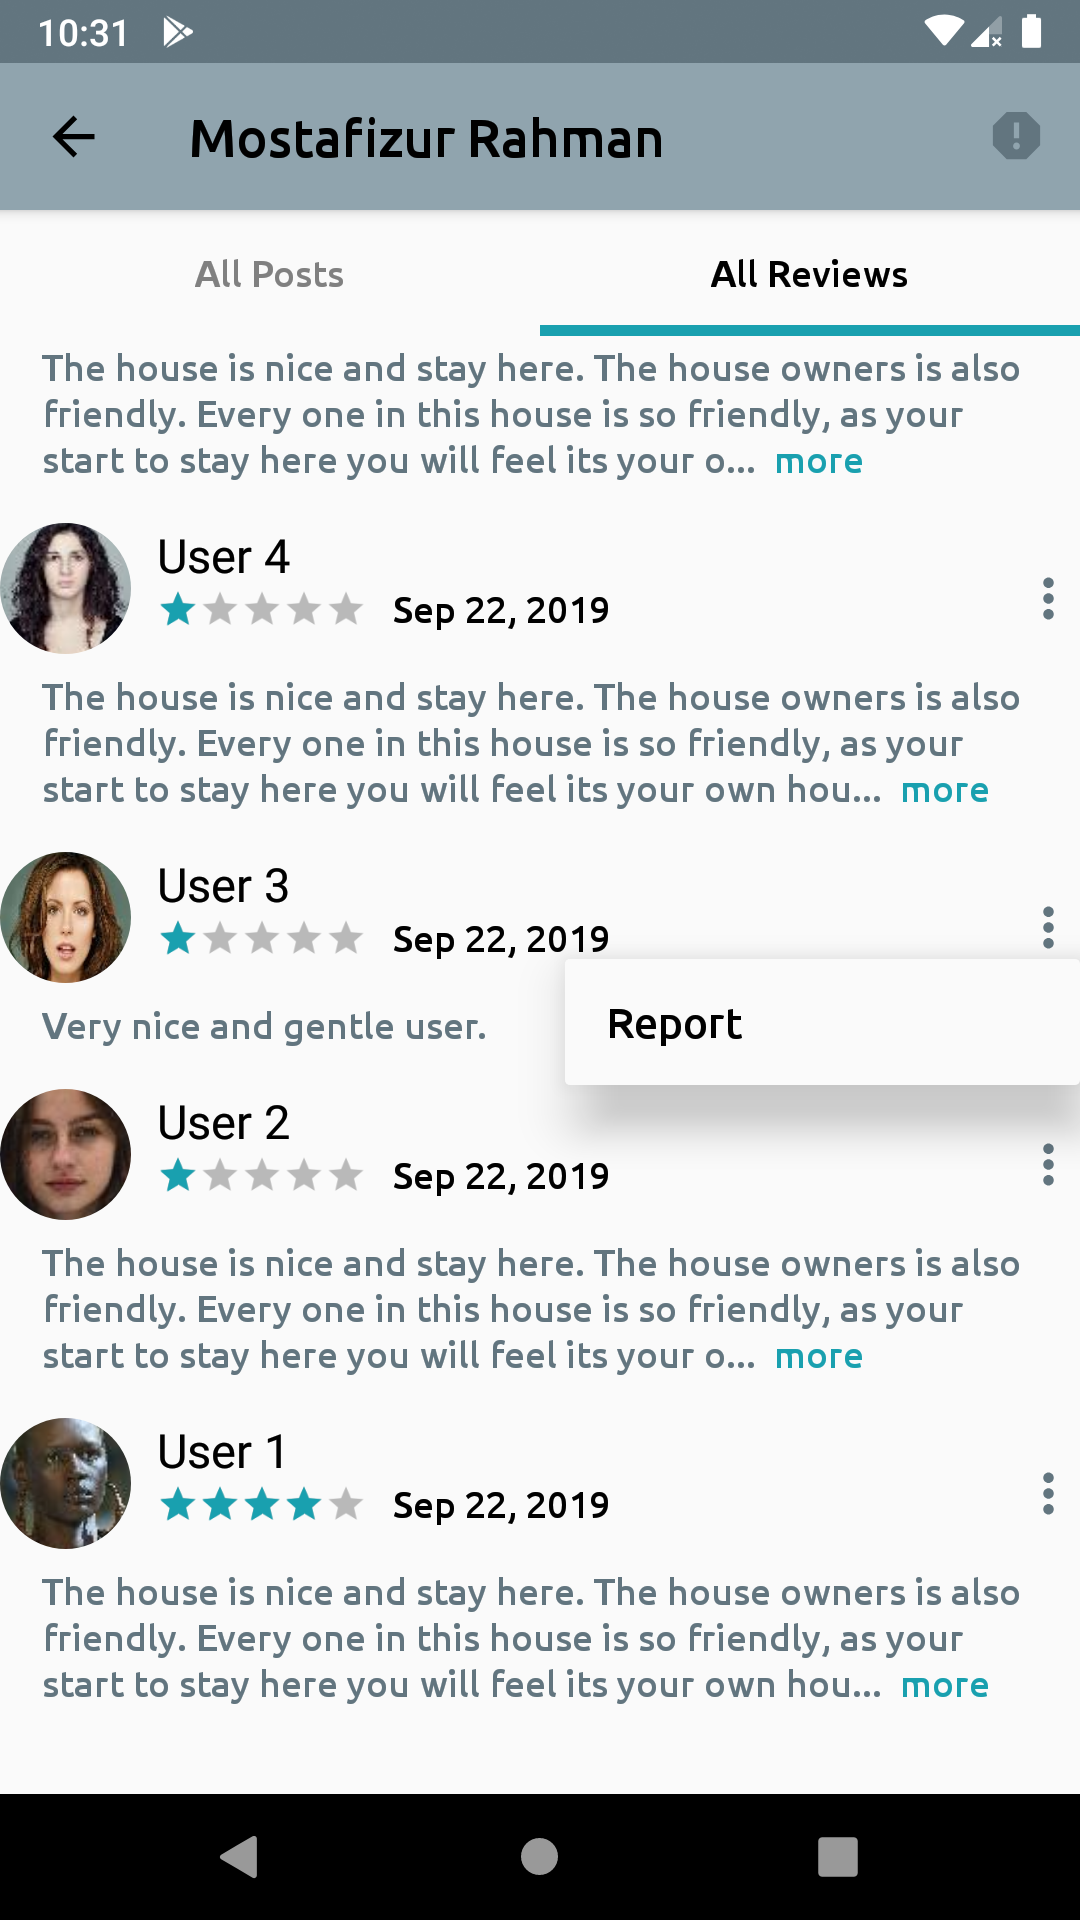 10:31
Mostafizur Rahman
All Posts
All Reviews
The house is nice and stay here. The house owners is also
friendly. Every one in this house is so friendly, as your
start to stay here you will feel its your o... more
User 4
Sep 22, 2019
The house is nice and stay here. The house owners is also
friendly. Every one in this house is so friendly, as your
start to stay here you will feel its your own hou... more
User 3
Sep 22, 2019
Report
Very nice and gentle user.
User 2
Sep 22, 2019
The house is nice and stay here. The house owners is also
friendly. Every one in this house is so friendly, as your
start to stay here you will feel its your o... more
User 1
Sep 22, 2019
The house is nice and stay here. The house owners is also
friendly. Every one in this house is so friendly, as your
start to stay here you will feel its your own hou... more